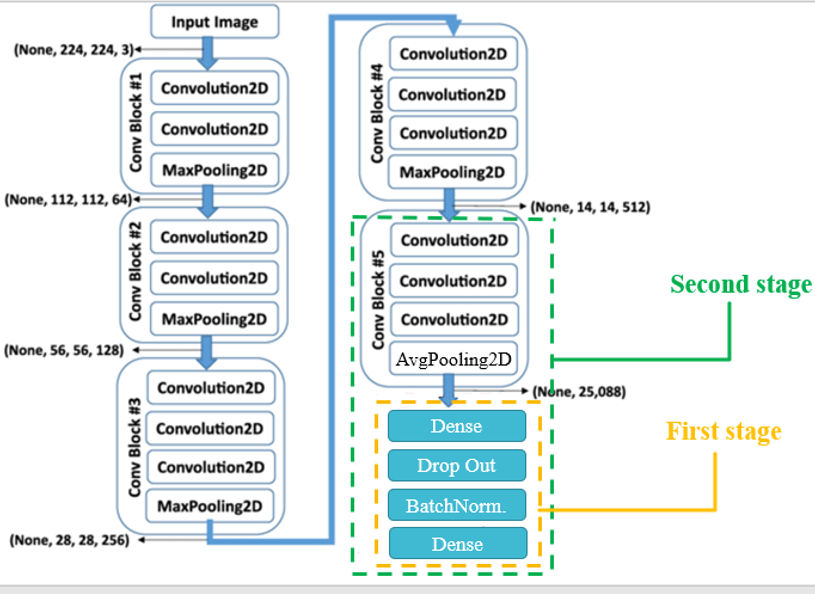 Input Image
(None, 224, 224, 3)
Conv Block #1
Convolution2D
Convolution2D
MaxPooling2D
(None, 112, 112, 64)
Conv Block #2
Convolution2D
Convolution2D
MaxPooling2D
(None, 56, 56, 128)
Conv Block #3
Convolution2D
Convolution2D
Convolution2D
MaxPooling2D
(None, 28, 28, 256)
Conv Block #4
Convolution2D
Convolution2D
Convolution2D
MaxPooling2D
(None, 14, 14, 512)
Conv Block #5
Convolution2D
Convolution2D
Convolution2D
AvgPooling2D
(None, 25,088)
Dense
Drop Out
BatchNorm.
Dense
Second stage
First stage